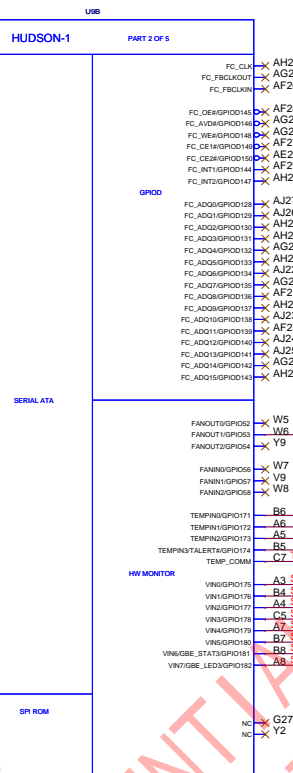 U9B
HUDSON-1
PART 2 OF 5
FC_CLK
FC_FBCLKOUT
FC_FBCLKIN
FC_OE#/GPIOD145
FC_AVD#/GPIOD146
FC_WE#/GPIOD148
FC_CE1#/GPIOD149
FC_CE2#/GPIOD150
FC_INT1/GPIOD144
FC_INT2/GPIOD147
GPIOD
FC_ADQ0/GPIOD128
FC_ADQ1/GPIOD129
FC_ADQ2/GPIOD130
FC_ADQ3/GPIOD131
FC_ADQ4/GPIOD132
FC_ADQ5/GPIOD133
FC_ADQ6/GPIOD134
FC_ADQ7/GPIOD135
FC_ADQ8/GPIOD136
FC_ADQ9/GPIOD137
FC_ADQ10/GPIOD138
FC_ADQ11/GPIOD139
FC_ADQ12/GPIOD140
FC_ADQ13/GPIOD141
FC_ADQ14/GPIOD142
FC_ADQ15/GPIOD143
SERIAL ATA
FANOUT0/GPIO52 W5
FANOUT1/GPIO53 W6
FANOUT2/GPIO54 Y9
FANIN0/GPIO56 W7
FANIN1/GPIO57 V9
FANIN2/GPIO58 W8
TEMPIN0/GPIO171 B6
TEMPIN1/GPIO172 A6
TEMPIN2/GPIO173 A5
TEMPIN3/TALERT#/GPIO174 B5
TEMP_COMM C7
HW MONITOR
VIN0/GPIO175 A3
VIN1/GPIO176 B4
VIN2/GPIO177 A4
VIN3/GPIO178 C5
VIN4/GPIO179 A7
VIN5/GPIO180 B7
VIN6/GBE_STAT3/GPIO181 B8
VIN7/GBE_LED3/GPIO182 A8
SPI ROM
NC G27
NC Y2